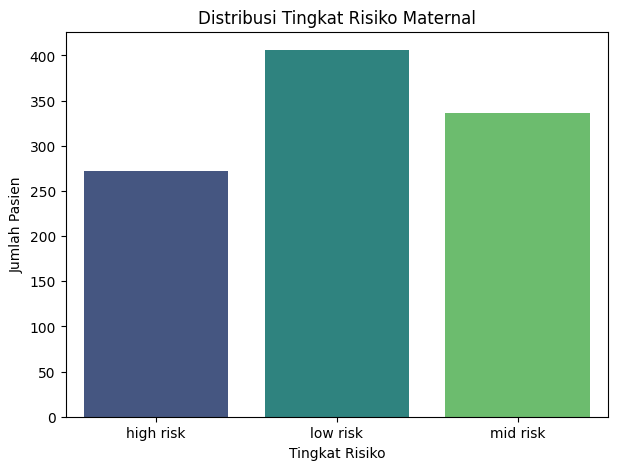 Distribusi Tingkat Risiko Maternal
Jumlah Pasien
400
350
300
250
200
150
100
50
0
high risk
low risk
mid risk
Tingkat Risiko